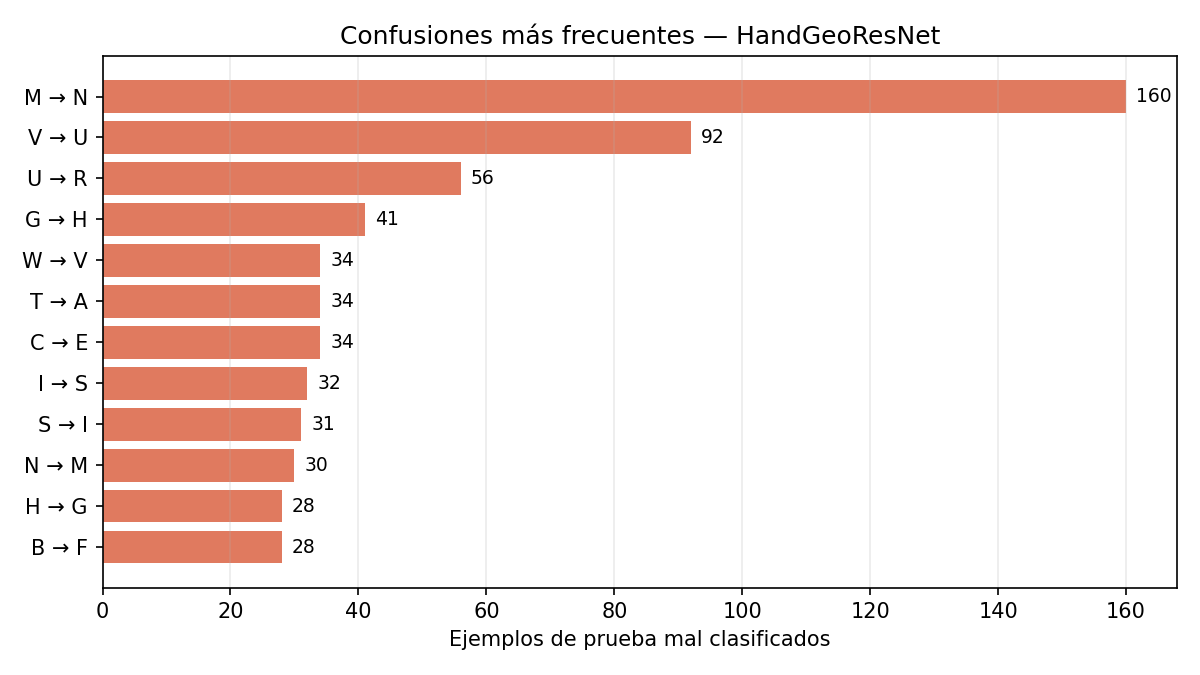 Confusiones más frecuentes — HandGeoResNet
M → N 160
V → U 92
U → R 56
G → H 41
W → V 34
T → A 34
C → E 34
I → S 32
S → I 31
N → M 30
H → G 28
B → F 28
0 20 40 60 80 100 120 140 160
Ejemplos de prueba mal clasificados